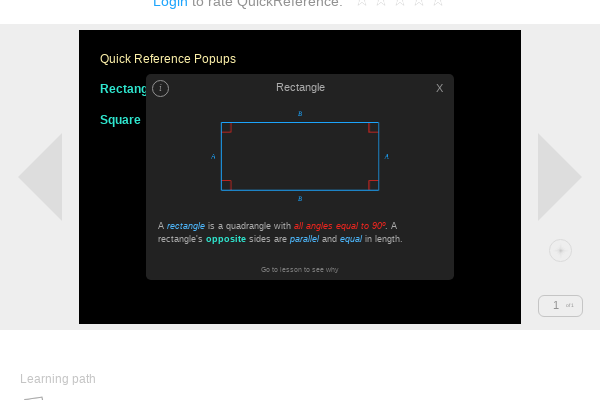 Login to rate QuickReference.
Quick Reference Popups
Rectang
Square
i
Rectangle
X
B
A
A
B
A rectangle is a quadrangle with all angles equal to 90º. A
rectangle's opposite sides are parallel and equal in length.
Go to lesson to see why
1
Learning path